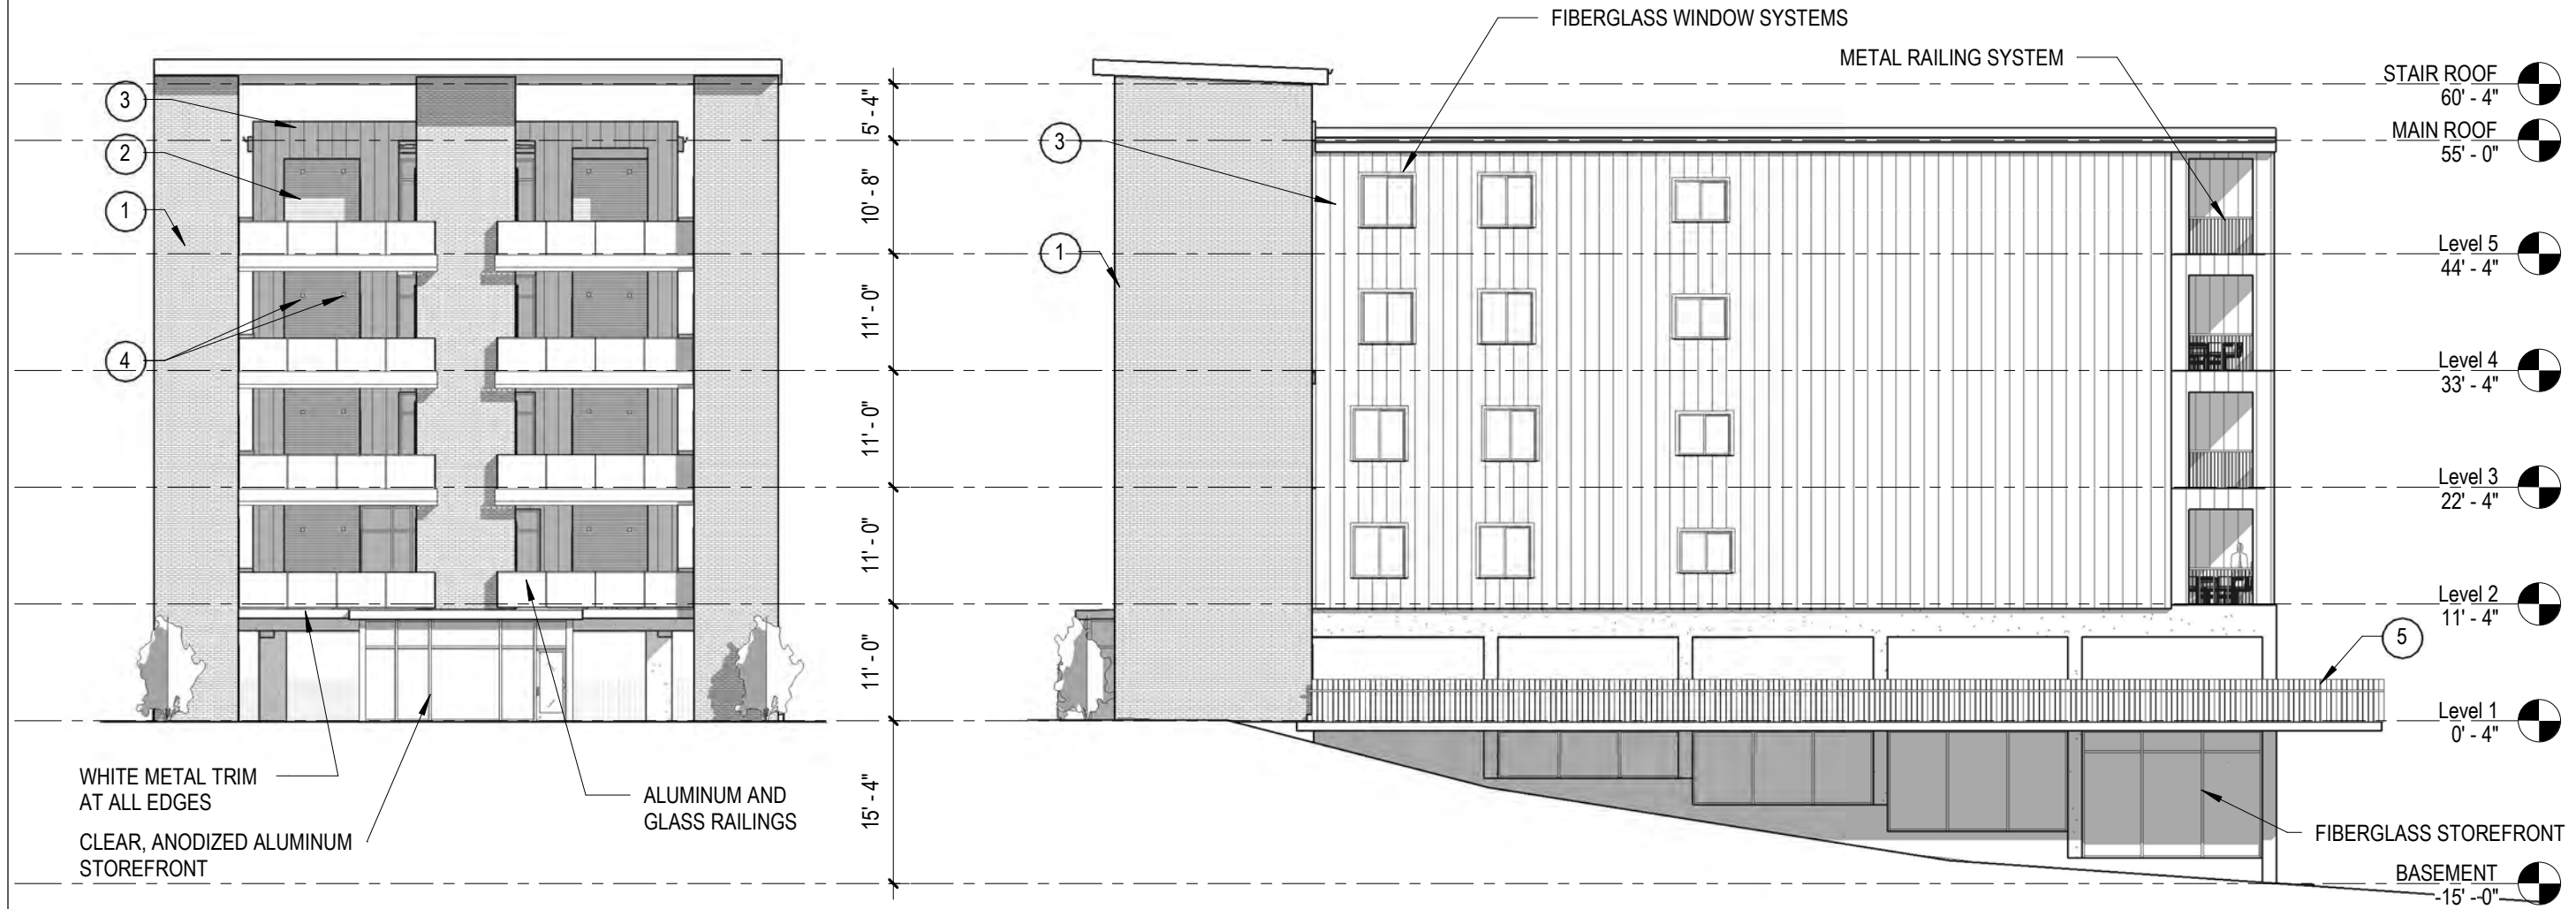 FIBERGLASS WINDOW SYSTEMS
METAL RAILING SYSTEM
STAIR ROOF
60' - 4"
3
5' - 4"
MAIN ROOF
55' - 0"
2
3
1
10' - 8"
Level 5
44' - 4"
1
11' - 0"
4
Level 4
33' - 4"
11' - 0"
Level 3
22' - 4"
11' - 0"
Level 2
11' - 4"
5
11' - 0"
Level 1
0' - 4"
WHITE METAL TRIM
AT ALL EDGES
ALUMINUM AND
GLASS RAILINGS
15' - 4"
CLEAR, ANODIZED ALUMINUM
STOREFRONT
FIBERGLASS STOREFRONT
BASEMENT
-15' -0"